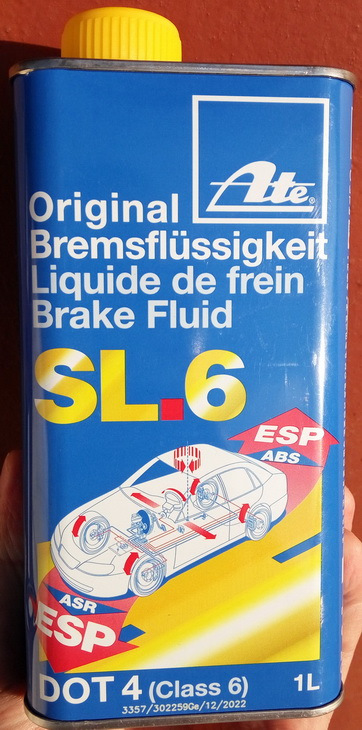 Ate®
Original
Bremsflüssigkeit
Liquide de frein
Brake Fluid
SL.6
ESP
ABS
ASR
ESP
DOT 4 (Class 6) 1L
3357/302259Ge/12/2022